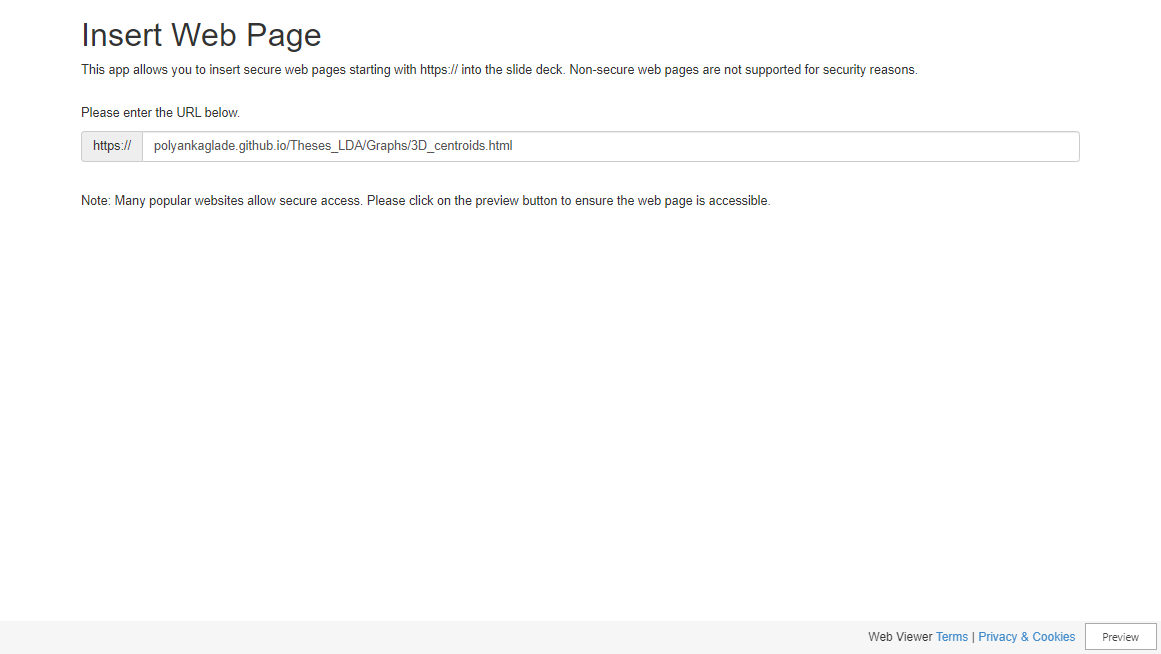 Insert Web Page
This app allows you to insert secure web pages starting with https:// into the slide deck. Non-secure web pages are not supported for security reasons.
Please enter the URL below.
https:// polyankaglade.github.io/Theses_LDA/Graphs/3D_centroids.html
Note: Many popular websites allow secure access. Please click on the preview button to ensure the web page is accessible.
Web Viewer Terms | Privacy & Cookies Preview